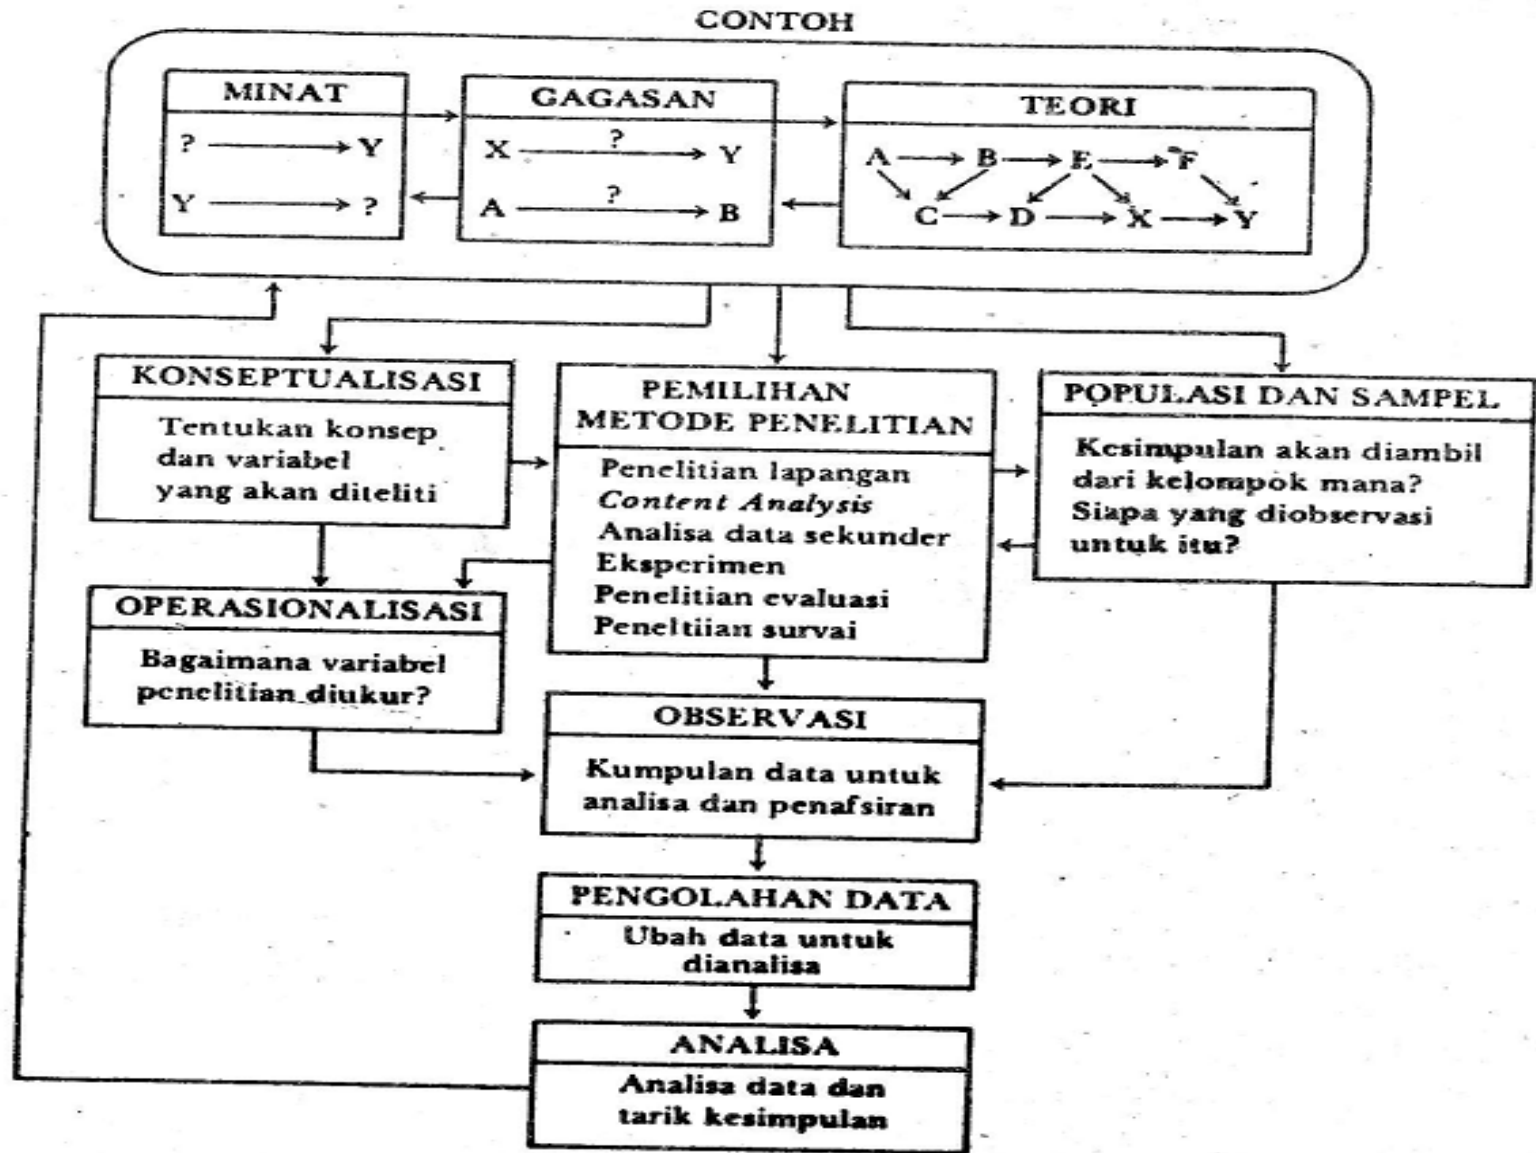 CONTOH
MINAT
? → Y
Y → ?
GAGASAN
?
X → Y
?
A → B
TEORI
A → B → E → F
C → D → X → Y
KONSEPTUALISASI
Tentukan konsep
dan variabel
yang akan diteliti
PEMILIHAN
METODE PENELITIAN
Penelitian lapangan
Content Analysis
Analisa data sekunder
Eksperimen
Penelitian evaluasi
Peneltiian survai
POPULASI DAN SAMPEL
Kesimpulan akan diambil
dari kelompok mana?
Siapa yang diobservasi
untuk itu?
OPERASIONALISASI
Bagaimana variabel
penelitian diukur?
OBSERVASI
Kumpulan data untuk
analisa dan penafsiran
PENGOLAHAN DATA
Ubah data untuk
dianalisa
ANALISA
Analisa data dan
tarik kesimpulan